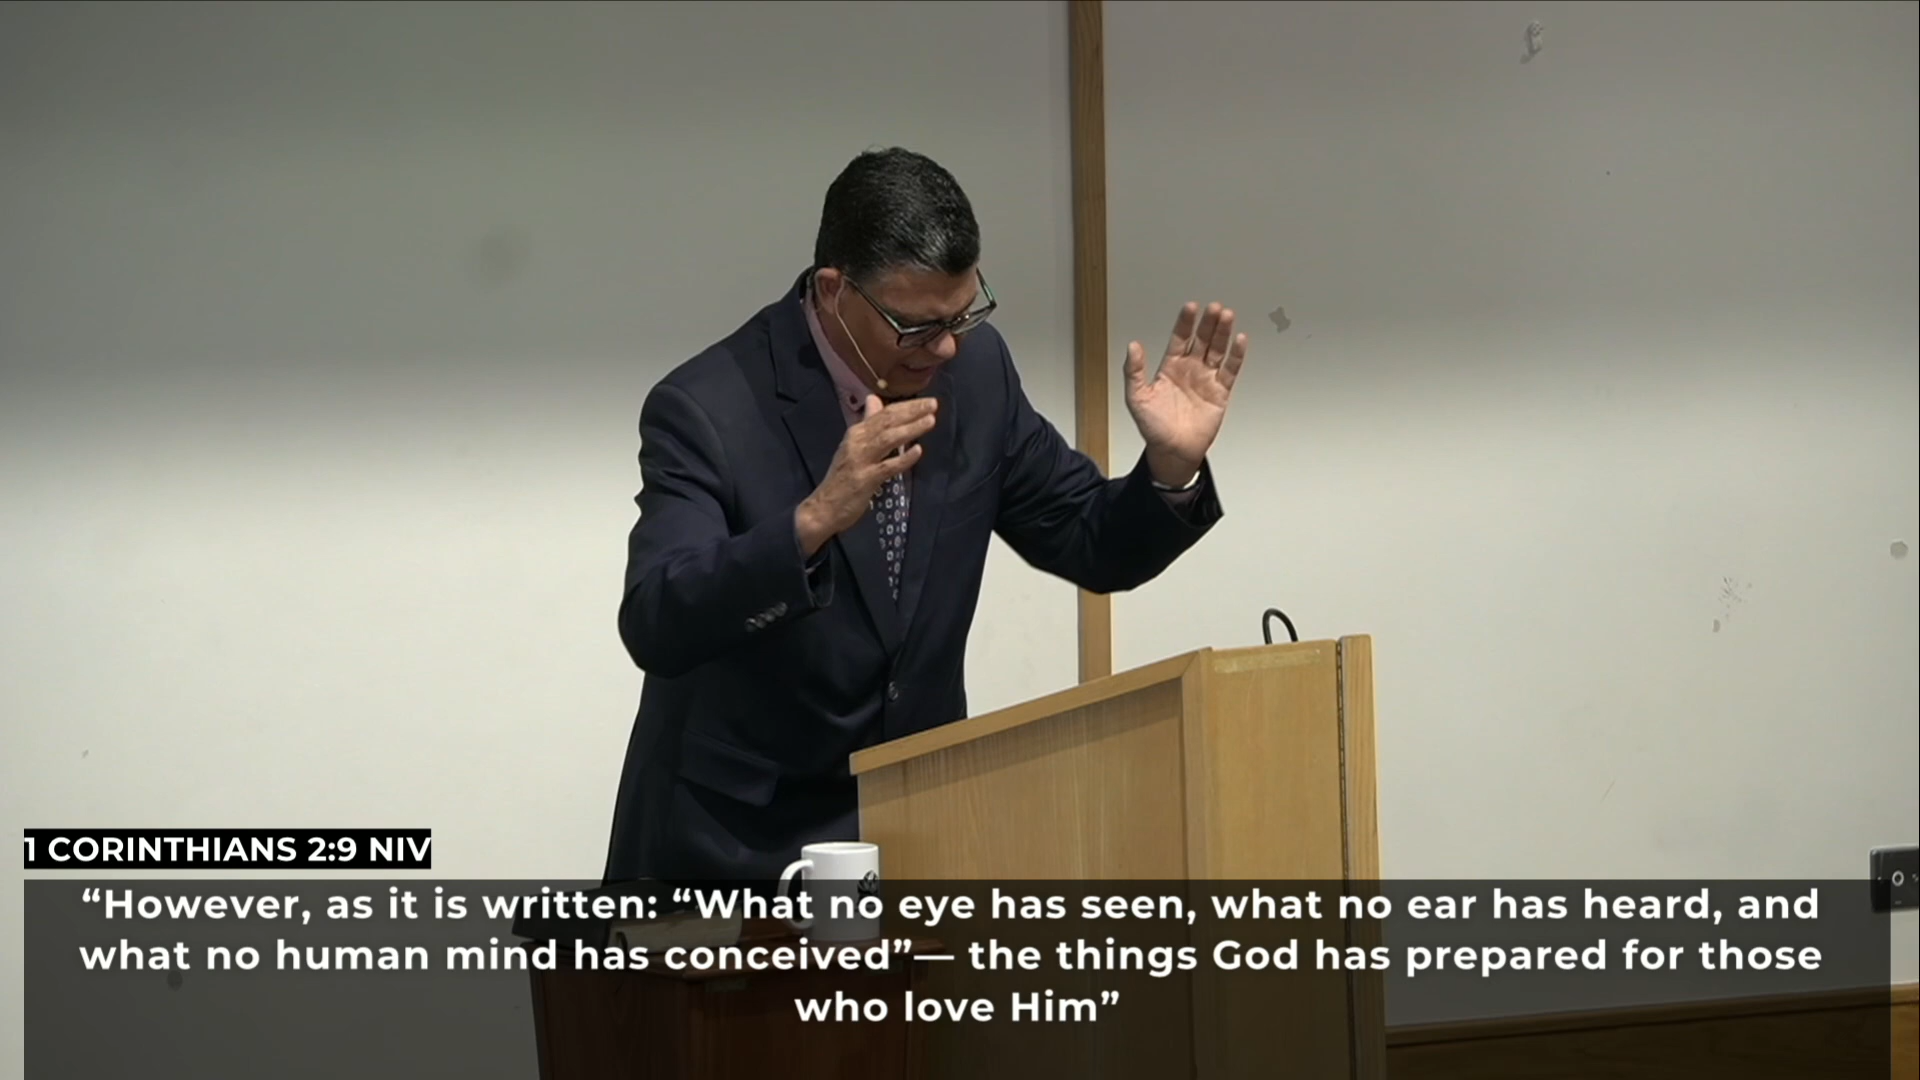 1 CORINTHIANS 2:9 NIV
“However, as it is written: “What no eye has seen, what no ear has heard, and
what no human mind has conceived”— the things God has prepared for those
who love Him”